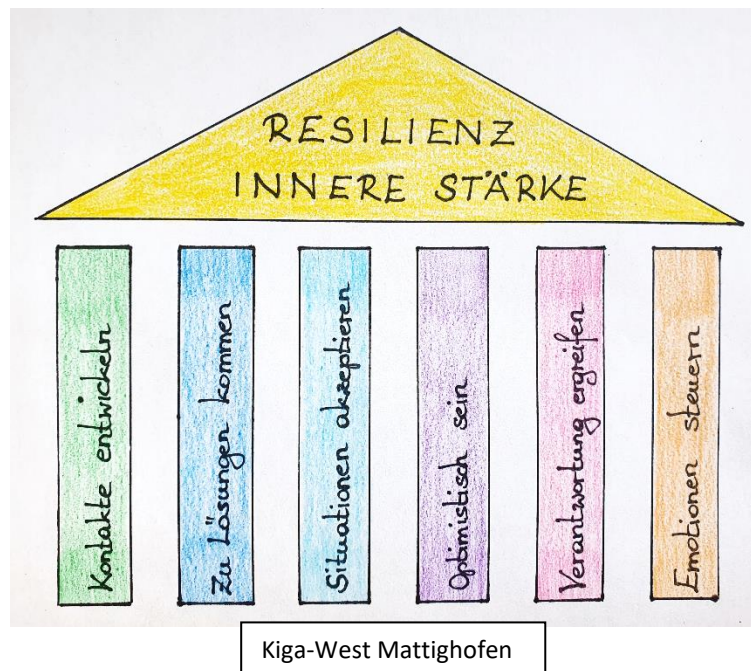 RESILIENZ
INNERE STÄRKE
Kontakte entwickeln
Zu Lösungen kommen
Situationen akzeptieren
Optimistisch sein
Verantwortung ergreifen
Emotionen steuern
Kiga-West Mattighofen